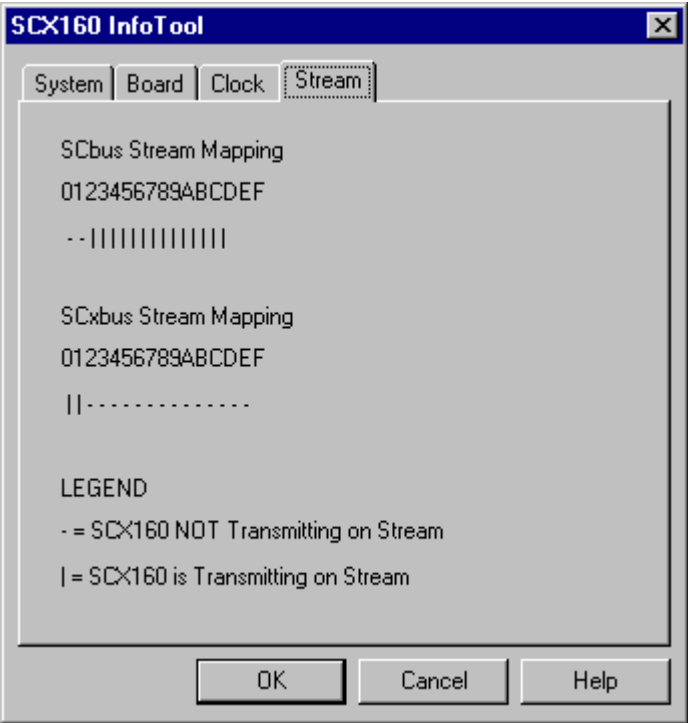 SCX160 InfoTool
System Board Clock Stream
SCbus Stream Mapping
0123456789ABCDEF
--||||||||||||||
SCxbus Stream Mapping
0123456789ABCDEF
||--------------
LEGEND
- = SCX160 NOT Transmitting on Stream
| = SCX160 is Transmitting on Stream
OK Cancel Help